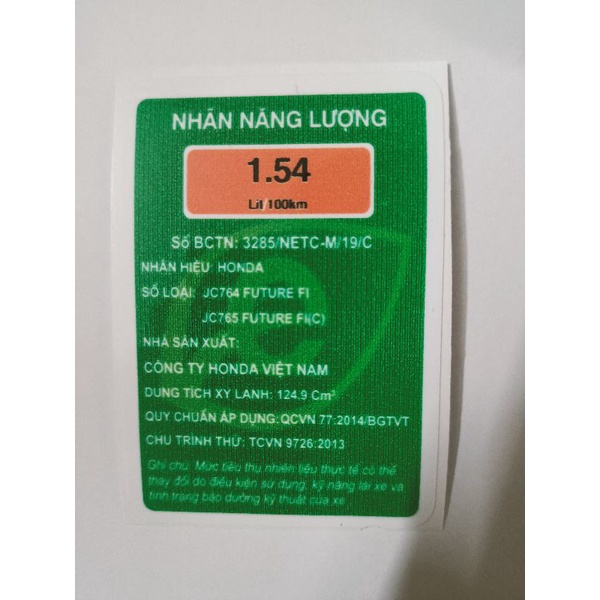 NHÃN NĂNG LƯỢNG
1.54
Lít/100km
Số BCTN: 3285/NETC-M/19/C
NHÃN HIỆU: HONDA
SỐ LOẠI: JC764 FUTURE FI
JC765 FUTURE FI(C)
NHÀ SẢN XUẤT:
CÔNG TY HONDA VIỆT NAM
DUNG TÍCH XY LANH: 124.9 Cm³
QUY CHUẨN ÁP DỤNG: QCVN 77:2014/BGTVT
CHU TRÌNH THỬ: TCVN 9726:2013
Ghi chú: Mức tiêu thụ nhiên liệu thực tế có thể
thay đổi do điều kiện sử dụng, kỹ năng lái xe và
tình trạng bảo dưỡng kỹ thuật của xe